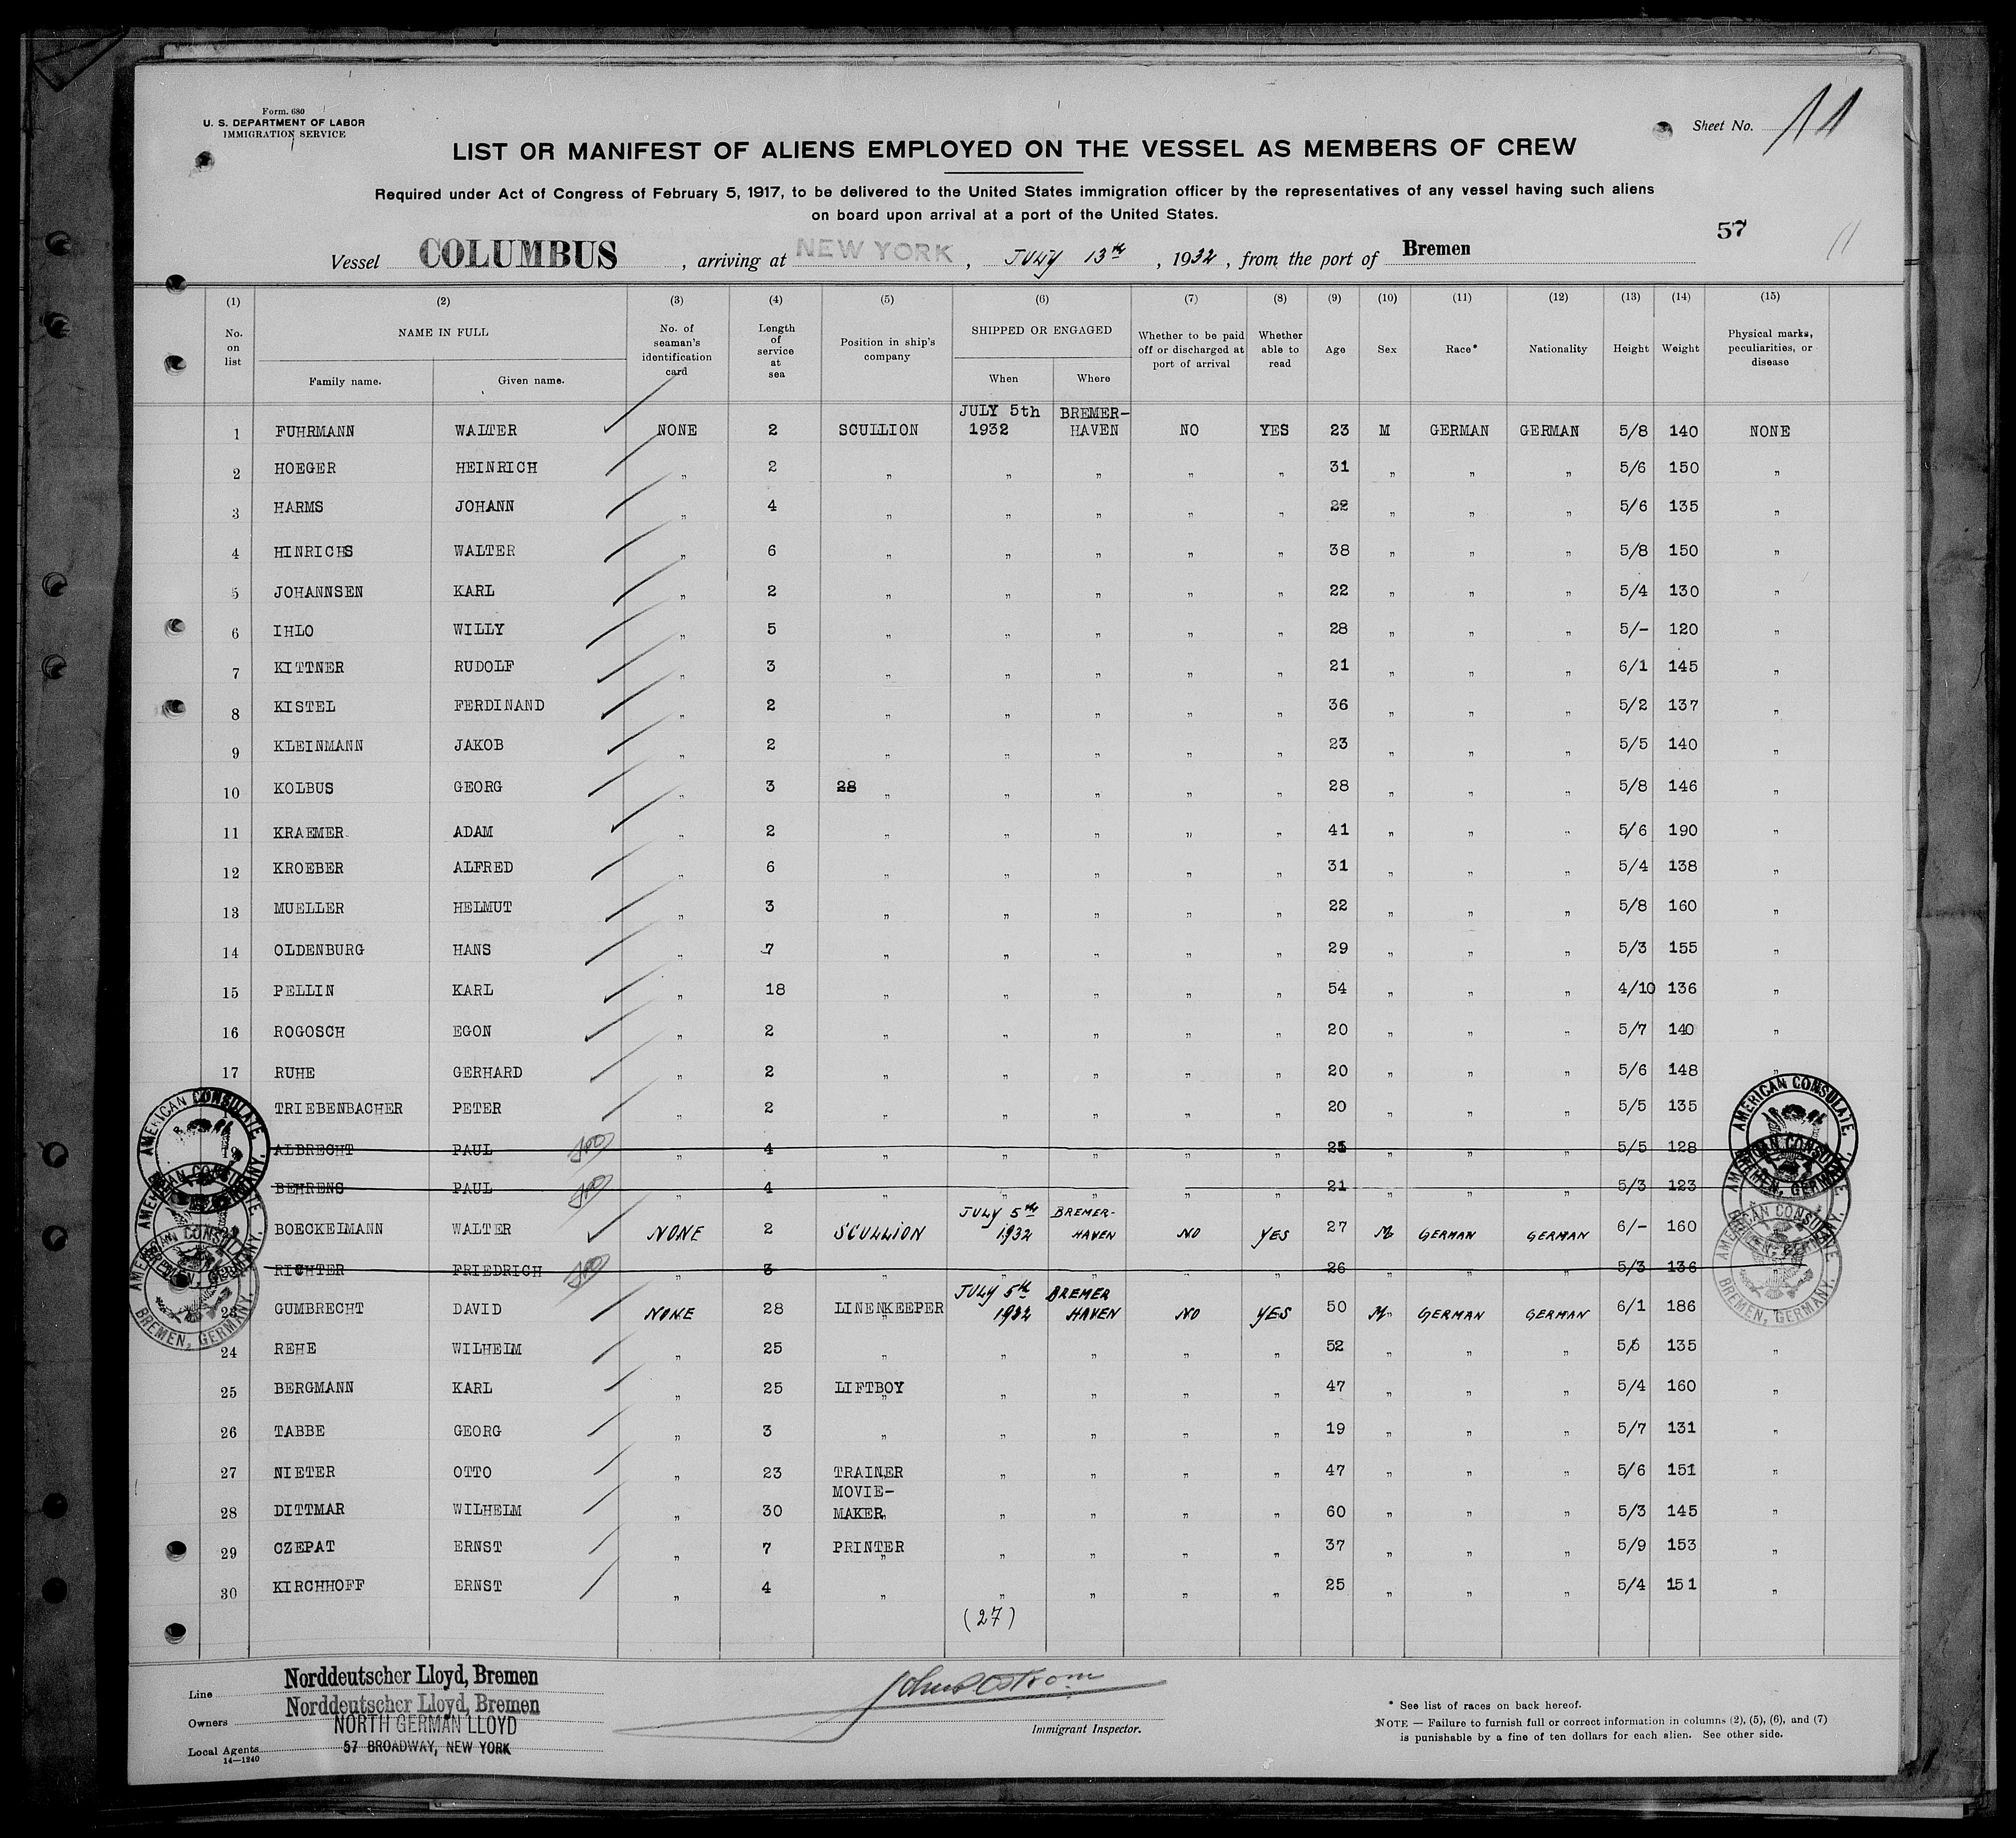 Form. 680
U. S. DEPARTMENT OF LABOR
IMMIGRATION SERVICE
Sheet No. 11
LIST OR MANIFEST OF ALIENS EMPLOYED ON THE VESSEL AS MEMBERS OF CREW
Required under Act of Congress of February 5, 1917, to be delivered to the United States immigration officer by the representatives of any vessel having such aliens
on board upon arrival at a port of the United States.
57
11
Vessel COLUMBUS, arriving at NEW YORK, JULY 13th, 1932, from the port of Bremen
(1) (2) (3) (4) (5) (6) (7) (8) (9) (10) (11) (12) (13) (14) (15)
No. on list
NAME IN FULL
Family name. Given name.
No. of seaman's identification card
Length of service at sea
Position in ship's company
SHIPPED OR ENGAGED
When Where
Whether to be paid off or discharged at port of arrival
Whether able to read
Age
Sex
Race*
Nationality
Height
Weight
Physical marks, peculiarities, or disease
JULY 5th BREMER-
1 FUHRMANN WALTER NONE 2 SCULLION 1932 HAVEN NO YES 23 M GERMAN GERMAN 5/8 140 NONE
2 HOEGER HEINRICH " 2 " " " " " 31 " " " 5/6 150 "
3 HARMS JOHANN " 4 " " " " " 22 " " " 5/6 135 "
4 HINRICHS WALTER " 6 " " " " " 38 " " " 5/8 150 "
5 JOHANNSEN KARL " 2 " " " " " 22 " " " 5/4 130 "
6 IHLO WILLY " 5 " " " " " 28 " " " 5/- 120 "
7 KITTNER RUDOLF " 3 " " " " " 21 " " " 6/1 145 "
8 KISTEL FERDINAND " 2 " " " " " 36 " " " 5/2 137 "
9 KLEINMANN JAKOB " 2 " " " " " 23 " " " 5/5 140 "
10 KOLBUS GEORG " 3 28 " " " " " 28 " " " 5/8 146 "
11 KRAEMER ADAM " 2 " " " " " 41 " " " 5/6 190 "
12 KROEBER ALFRED " 6 " " " " " 31 " " " 5/4 138 "
13 MUELLER HELMUT " 3 " " " " " 22 " " " 5/8 160 "
14 OLDENBURG HANS " 7 " " " " " 29 " " " 5/3 155 "
15 PELLIN KARL " 18 " " " " " 54 " " " 4/10 136 "
16 ROGOSCH EGON " 2 " " " " " 20 " " " 5/7 140 "
17 RUHE GERHARD " 2 " " " " " 20 " " " 5/6 148 "
TRIEBENBACHER PETER " 2 " " " " " 20 " " " 5/5 135
19 ALBRECHT PAUL " 4 " " " " " " " " 5/5 128
BEHRENS PAUL " 4 " " " " " 21 " " " 5/3 123
JULY 5th BREMER-
BOECKELMANN WALTER NONE 2 SCULLION 1932 HAVEN NO YES 27 M GERMAN GERMAN 6/- 160
RICHTER FRIEDRICH " 3 " " " " " 26 " " " 5/3 136 "
JULY 5th BREMER
23 GUMBRECHT DAVID NONE 28 LINENKEEPER 1932 HAVEN NO YES 50 M GERMAN GERMAN 6/1 186 "
24 REHE WILHELM " 25 " " " " " 52 " " " 5/5 135 "
25 BERGMANN KARL " 25 LIFTBOY " " " " 47 " " " 5/4 160 "
26 TABBE GEORG " 3 " " " " " 19 " " " 5/7 131 "
27 NIETER OTTO " 23 TRAINER " " " " 47 " " " 5/6 151 "
MOVIE-
28 DITTMAR WILHELM " 30 MAKER " " " " 60 " " " 5/3 145 "
29 CZEPAT ERNST " 7 PRINTER " " " " 37 " " " 5/9 153 "
30 KIRCHHOFF ERNST " 4 " " " " " 25 " " " 5/4 151 "
(27)
AMERICAN CONSULATE, BREMEN, GERMANY.
AMERICAN CONSULATE, BREMEN, GERMANY.
Line Norddeutscher Lloyd, Bremen
Owners Norddeutscher Lloyd, Bremen
NORTH GERMAN LLOYD
Local Agents 57 BROADWAY, NEW YORK
14—1240
Immigrant Inspector.
* See list of races on back hereof.
NOTE — Failure to furnish full or correct information in columns (2), (5), (6), and (7)
is punishable by a fine of ten dollars for each alien. See other side.